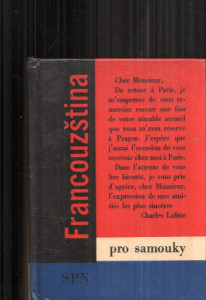 Francouzština
Cher Monsieur,
De retour à Paris, je
m'empresse de vous re-
mercier encore une fois
de votre aimable accueil
que vous m'avez réservé
à Prague. J'espère que
j'aurai l'occasion de vous
recevoir chez moi à Paris.
Dans l'attente de vous
lire bientôt, je vous prie
d'agréer, cher Monsieur,
l'expression de mes ami-
tiés les plus sincères
Charles Lafitte
pro samouky
SPN